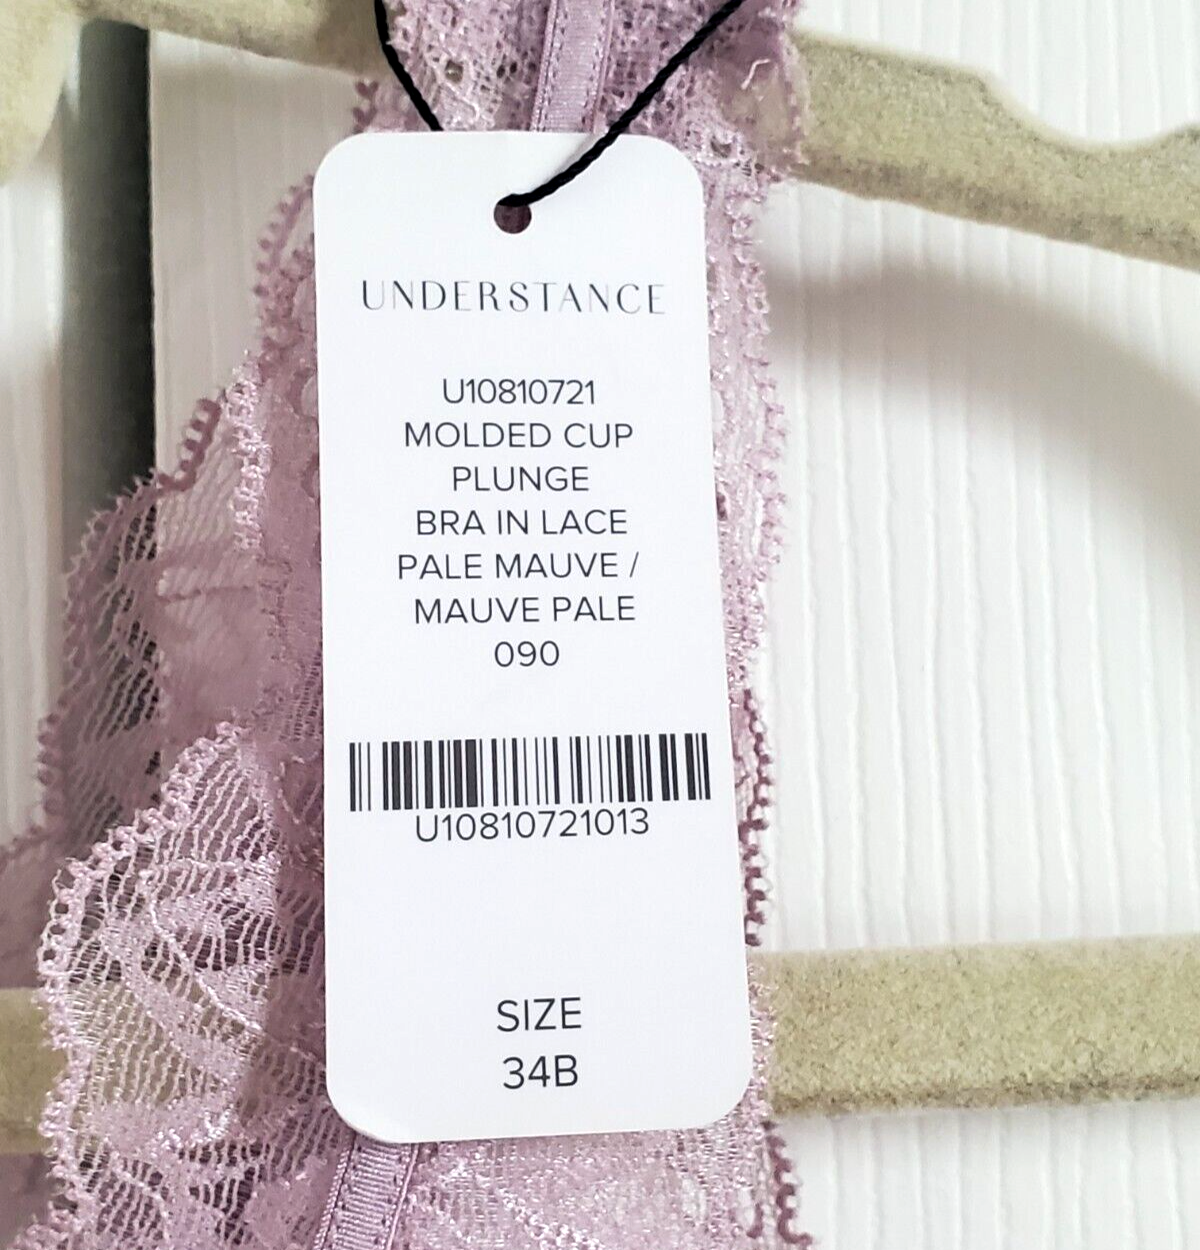 UNDERSTANCE
U10810721
MOLDED CUP
PLUNGE
BRA IN LACE
PALE MAUVE /
MAUVE PALE
090
U10810721013
SIZE
34B